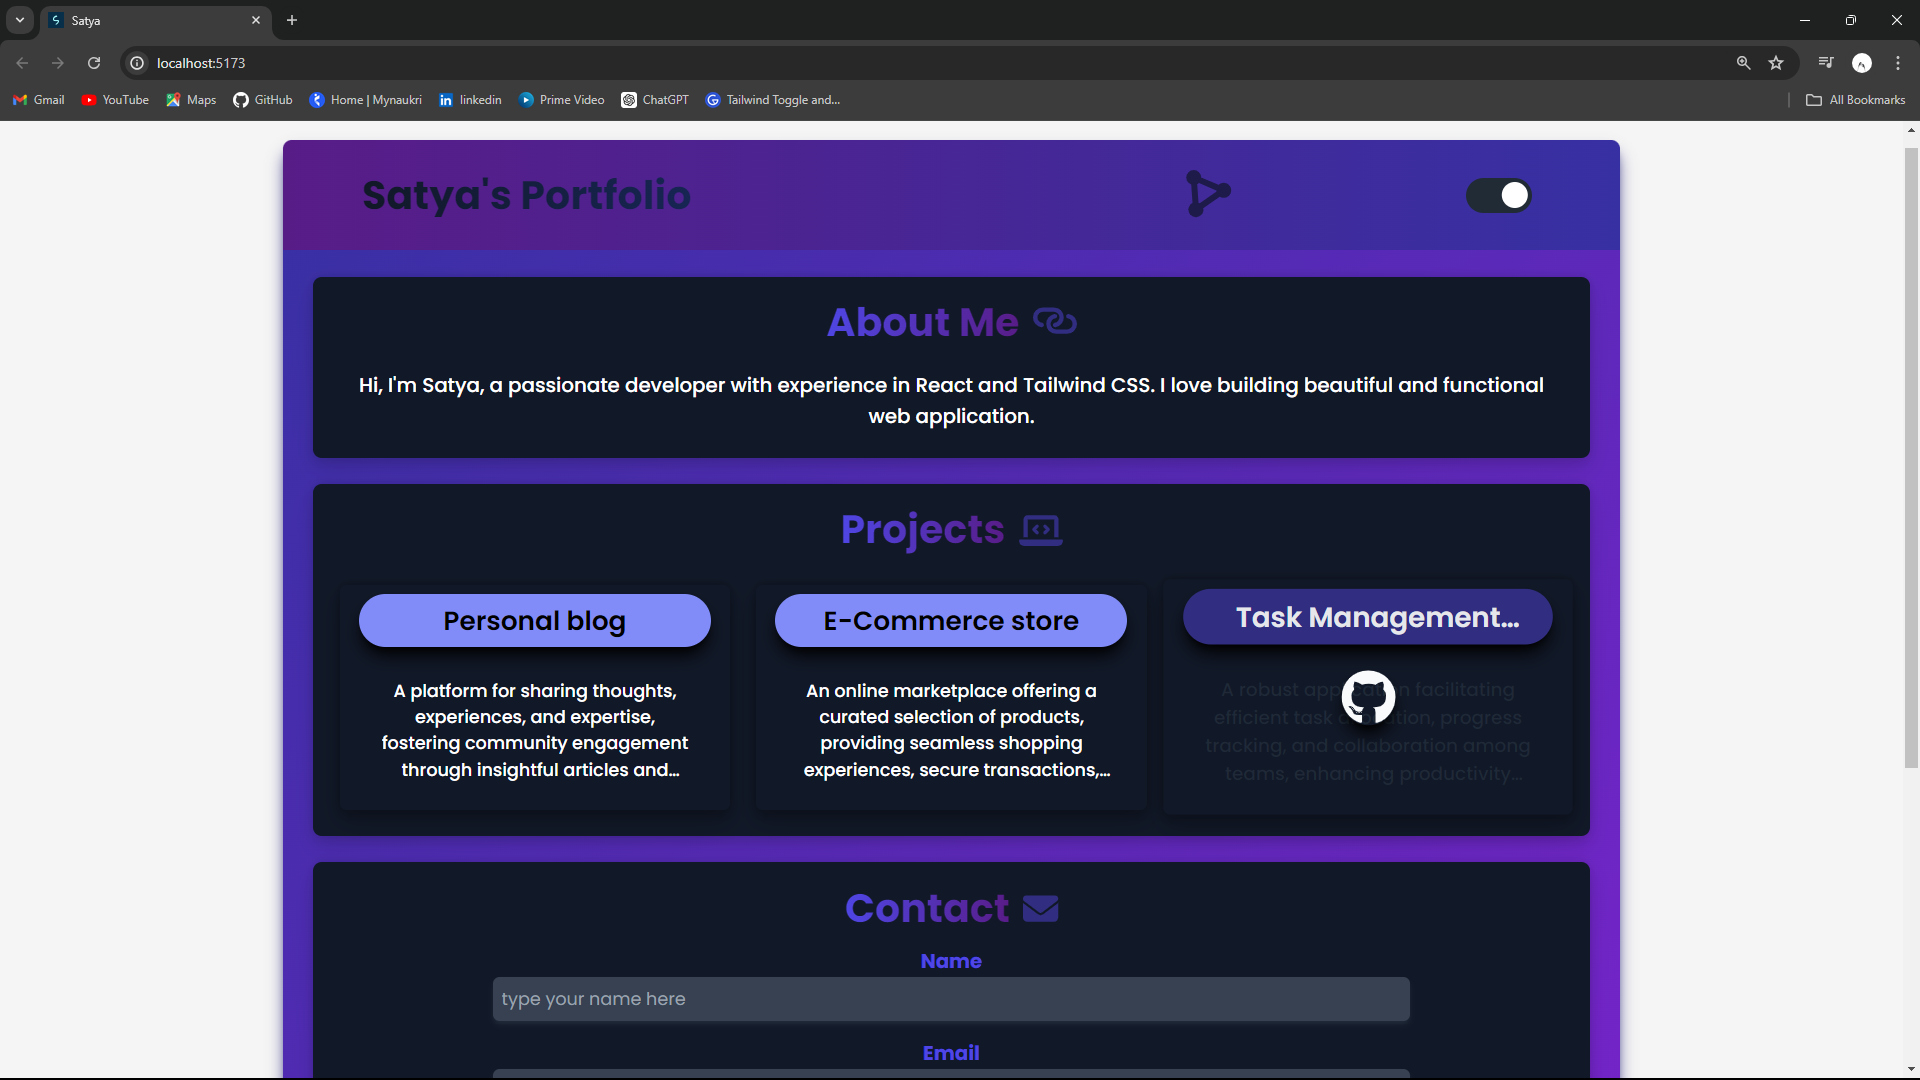 Satya
localhost:5173
Gmail
YouTube
Maps
GitHub
Home | Mynaukri
linkedin
Prime Video
ChatGPT
Tailwind Toggle and...
All Bookmarks
Satya's Portfolio
About Me
Hi, I'm Satya, a passionate developer with experience in React and Tailwind CSS. I love building beautiful and functional
web application.
Projects
Personal blog
A platform for sharing thoughts,
experiences, and expertise,
fostering community engagement
through insightful articles and...
E-Commerce store
An online marketplace offering a
curated selection of products,
providing seamless shopping
experiences, secure transactions,...
Task Management...
A robust facilitating
efficient task progress
tracking, and collaboration among
teams, enhancing productivity...
Contact
Name
type your name here
Email